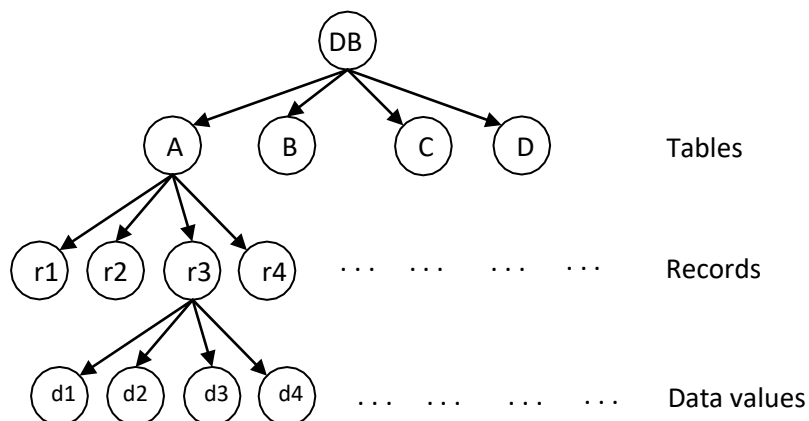 DB
A B C D Tables
r1 r2 r3 r4 ... ... ... ... Records
d1 d2 d3 d4 ... ... ... ... Data values